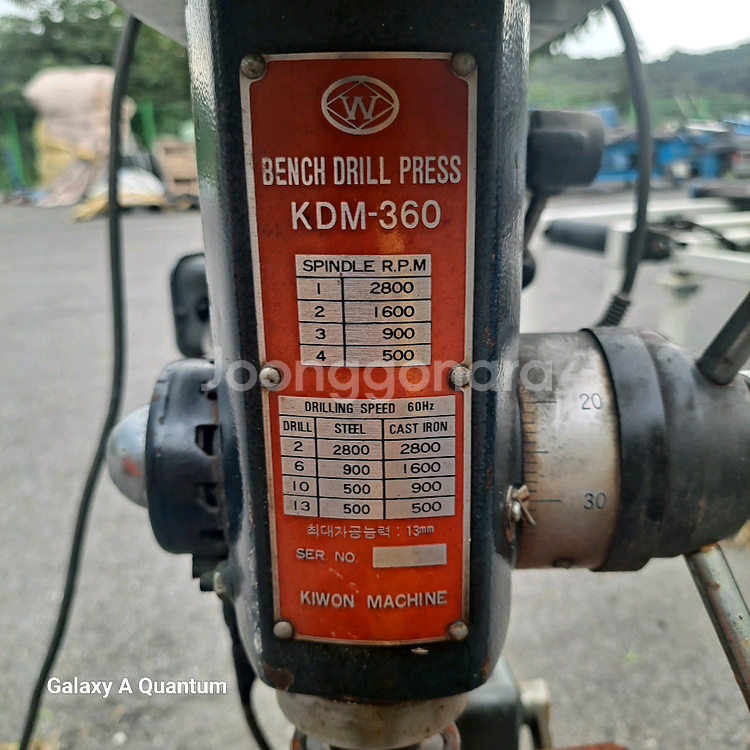 W
BENCH DRILL PRESS
KDM-360
SPINDLE R.P.M
1 2800
2 1600
3 900
4 500
Joonggonara
DRILLING SPEED 60Hz
DRILL STEEL CAST IRON
2 2800 2800
6 900 1600
10 500 900
13 500 500
최대가공능력 : 13mm
SER. NO.
KIWON MACHINE
20
30
Galaxy A Quantum